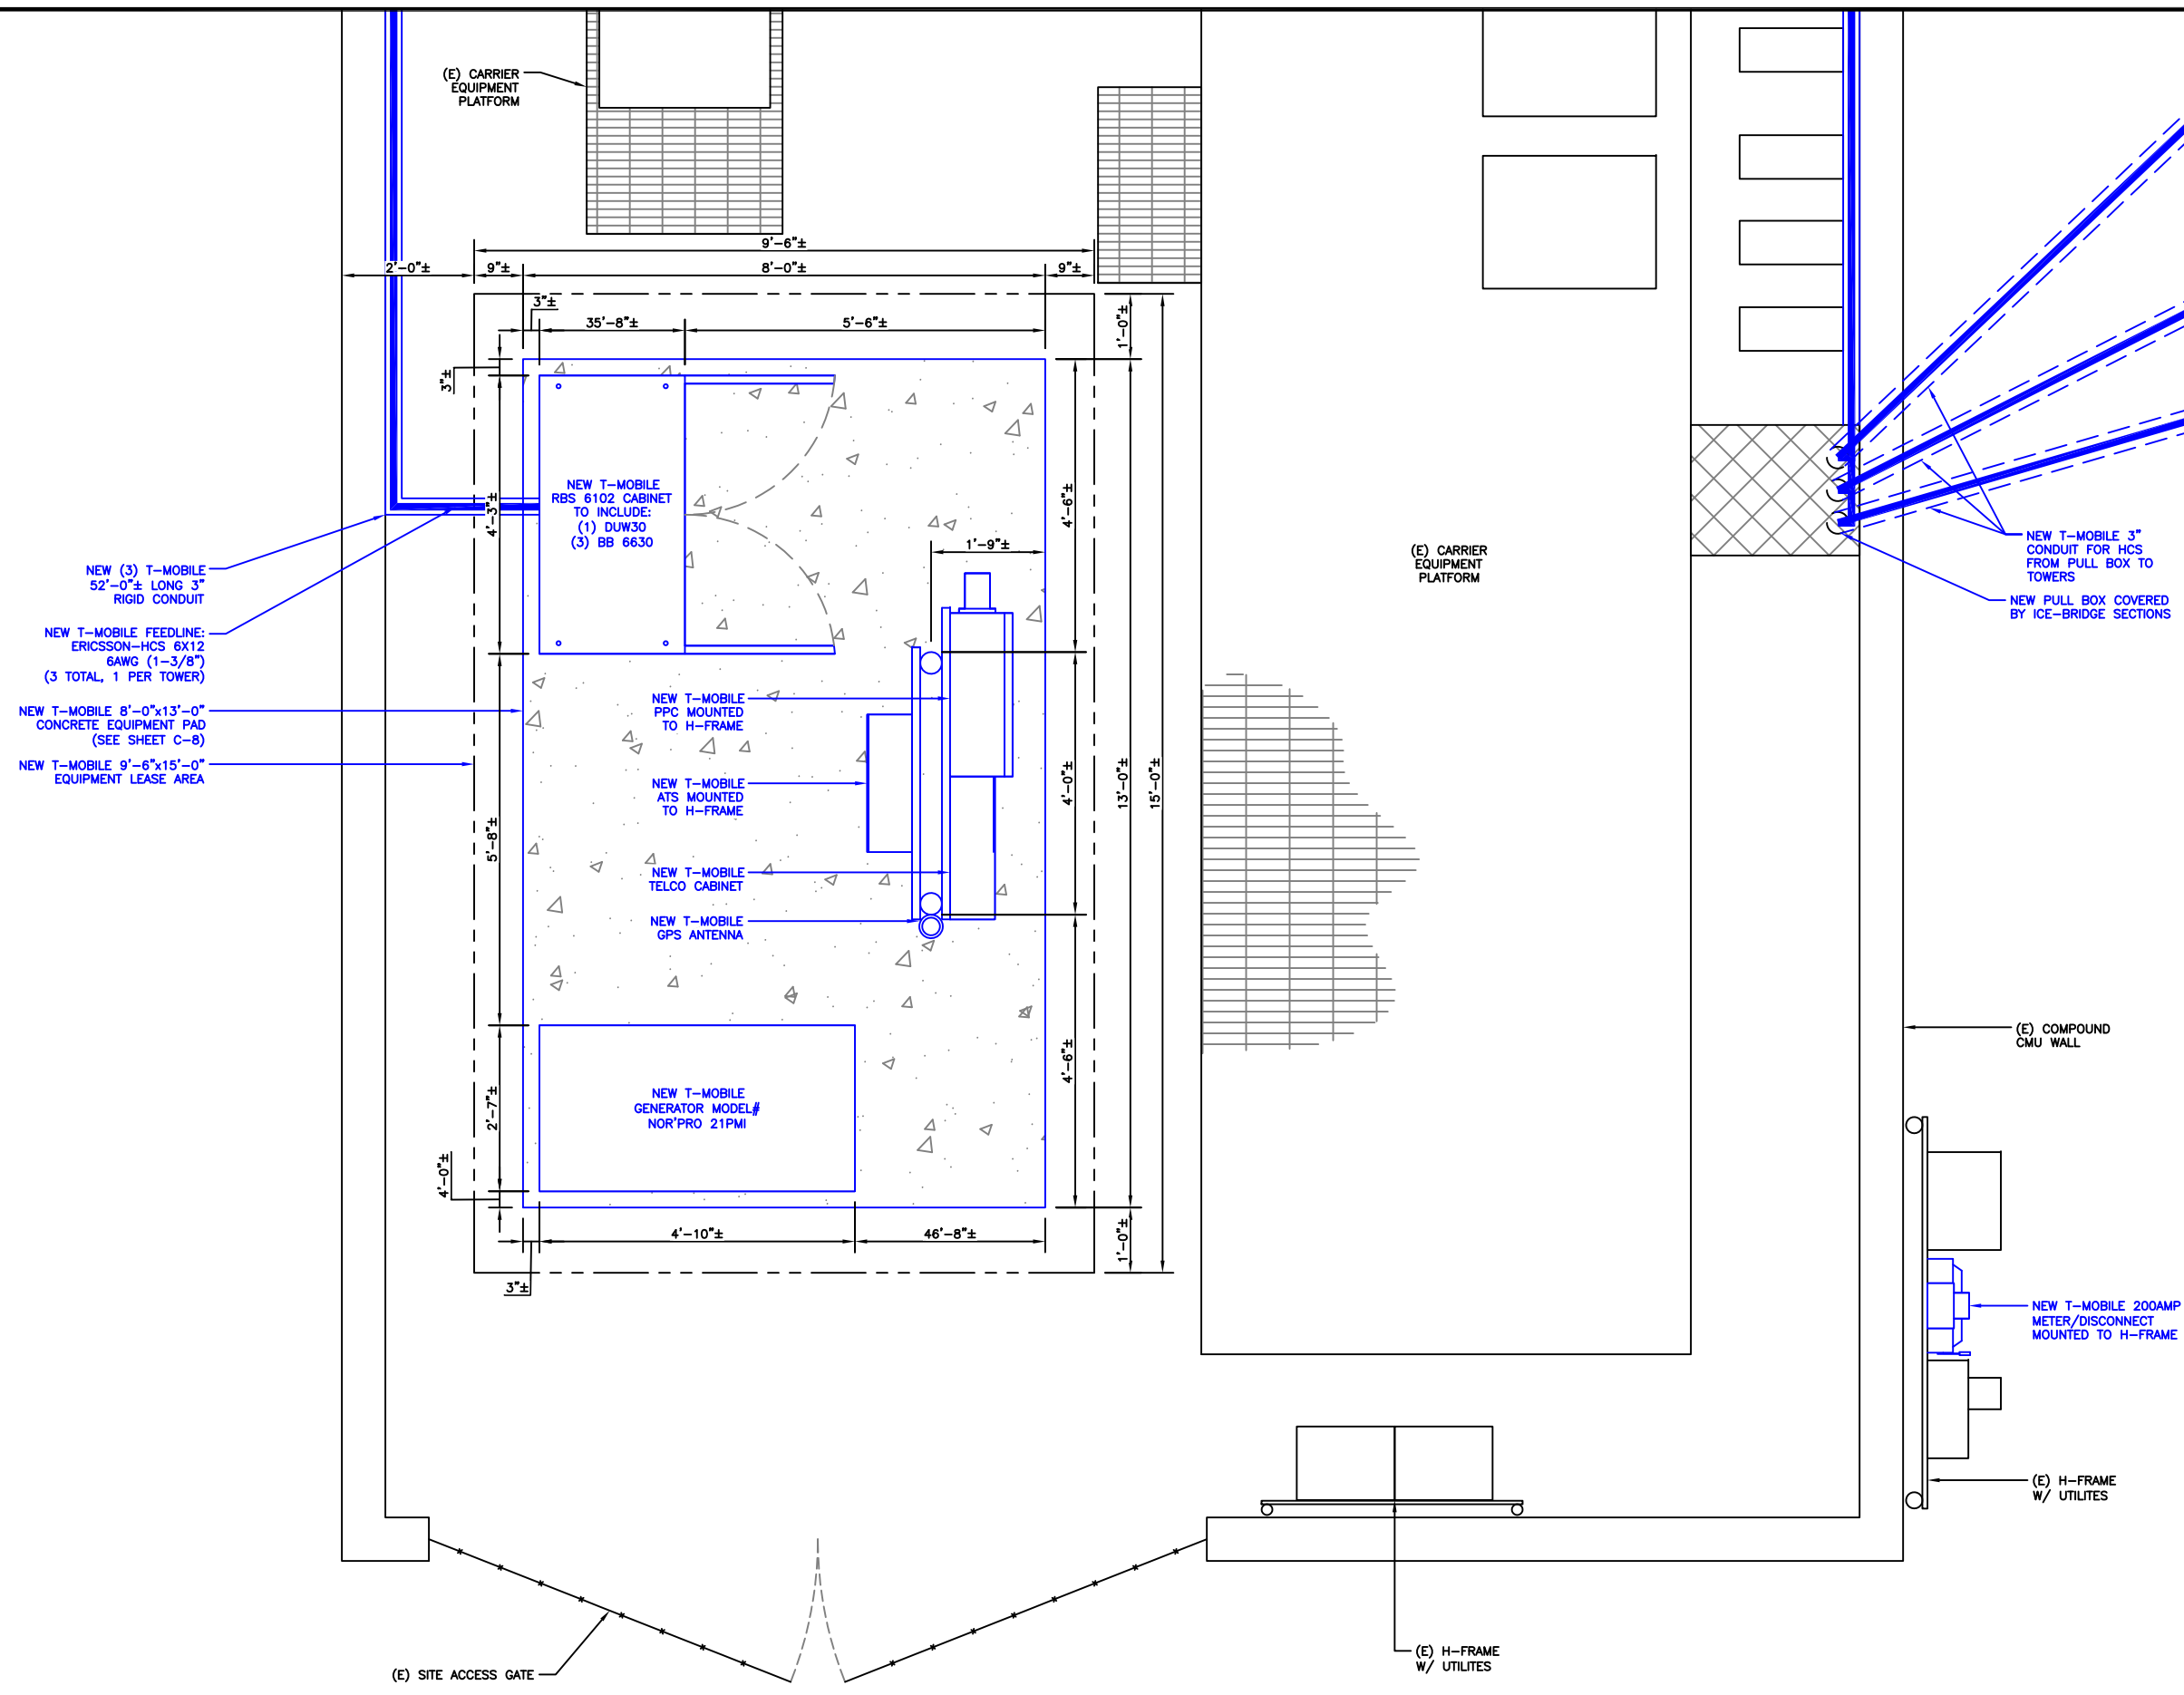 (E) CARRIER
EQUIPMENT
PLATFORM
9'-6"±
2'-0"±
9"±
8'-0"±
9"±
3"±
35'-8"±
5'-6"±
1'-0"±
3"±
NEW T-MOBILE
RBS 6102 CABINET
TO INCLUDE:
(1) DUW30
(3) BB 6630
4'-3"±
4'-6"±
1'-9"±
(E) CARRIER
EQUIPMENT
PLATFORM
NEW T-MOBILE 3"
CONDUIT FOR HCS
FROM PULL BOX TO
TOWERS
NEW PULL BOX COVERED
BY ICE-BRIDGE SECTIONS
NEW (3) T-MOBILE
52'-0"± LONG 3"
RIGID CONDUIT
NEW T-MOBILE FEEDLINE:
ERICSSON-HCS 6X12
6AWG (1-3/8")
(3 TOTAL, 1 PER TOWER)
NEW T-MOBILE 8'-0"x13'-0"
CONCRETE EQUIPMENT PAD
(SEE SHEET C-8)
NEW T-MOBILE 9'-6"x15'-0"
EQUIPMENT LEASE AREA
NEW T-MOBILE
PPC MOUNTED
TO H-FRAME
NEW T-MOBILE
ATS MOUNTED
TO H-FRAME
NEW T-MOBILE
TELCO CABINET
NEW T-MOBILE
GPS ANTENNA
5'-8"±
4'-0"±
13'-0"±
15'-0"±
NEW T-MOBILE
GENERATOR MODEL#
NOR'PRO 21PMI
2'-7"±
4'-6"±
4'-0"±
4'-10"±
46'-8"±
1'-0"±
3"±
(E) COMPOUND
CMU WALL
NEW T-MOBILE 200AMP
METER/DISCONNECT
MOUNTED TO H-FRAME
(E) H-FRAME
W/ UTILITES
(E) H-FRAME
W/ UTILITES
(E) SITE ACCESS GATE